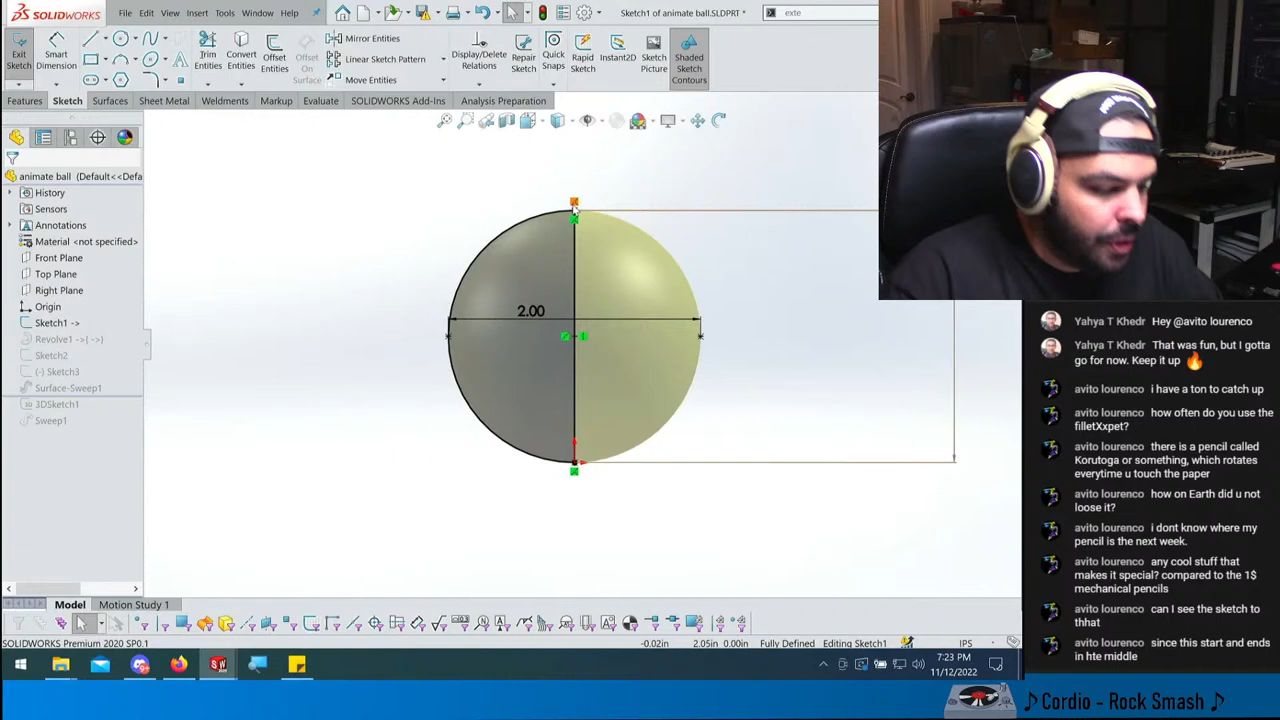 SOLIDWORKS
File
Edit
View
Insert
Tools
Window
Help
Sketch1 of animate ball.SLDPRT *
exte
Exit
Sketch
Smart
Dimension
Trim
Entities
Convert
Entities
Offset
Entities
Offset
On
Surface
Mirror Entities
Linear Sketch Pattern
Move Entities
Display/Delete
Relations
Repair
Sketch
Quick
Snaps
Rapid
Sketch
Instant2D
Sketch
Picture
Shaded
Sketch
Contours
Features
Sketch
Surfaces
Sheet Metal
Weldments
Markup
Evaluate
SOLIDWORKS Add-Ins
Analysis Preparation
animate ball (Default<<Defa
History
Sensors
Annotations
Material <not specified>
Front Plane
Top Plane
Right Plane
Origin
Sketch1 ->
Revolve1 ->{ (->)
Sketch2
(-) Sketch3
Surface-Sweep1
3DSketch1
Sweep1
2.00
Yahya T Khedr Hey @avito lourenco
Yahya T Khedr That was fun, but I gotta
go for now. Keep it up 🔥
avito lourenco i have a ton to catch up
avito lourenco how often do you use the
filletXxpet?
avito lourenco there is a pencil called
Korutoga or something, which rotates
everytime u touch the paper
avito lourenco how on Earth did u not
loose it?
avito lourenco i dont know where my
pencil is the next week.
avito lourenco any cool stuff that
makes it special? compared to the 1$
mechanical pencils
avito lourenco can I see the sketch to
thhat
avito lourenco since this start and ends
in hte middle
Model
Motion Study 1
SOLIDWORKS Premium 2020 SP0.1
-0.02in
2.05in
0in
Fully Defined
Editing Sketch1
IPS
7:23 PM
11/12/2022
♪ Cordio - Rock Smash ♪